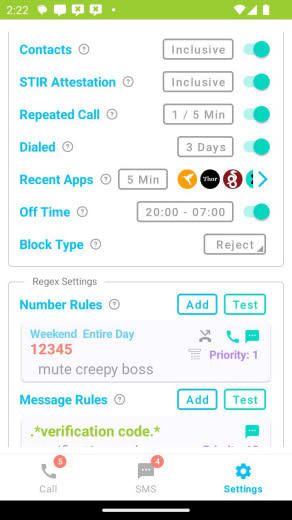 2:22
Contacts ? Inclusive
STIR Attestation ? Inclusive
Repeated Call ? 1 / 5 Min
Dialed ? 3 Days
Recent Apps ? 5 Min Thor
Off Time ? 20:00 - 07:00
Block Type ? Reject
Regex Settings
Number Rules ? Add Test
Weekend Entire Day
12345
Priority: 1
mute creepy boss
Message Rules ? Add Test
.*verification code.*
5 4
Call SMS Settings